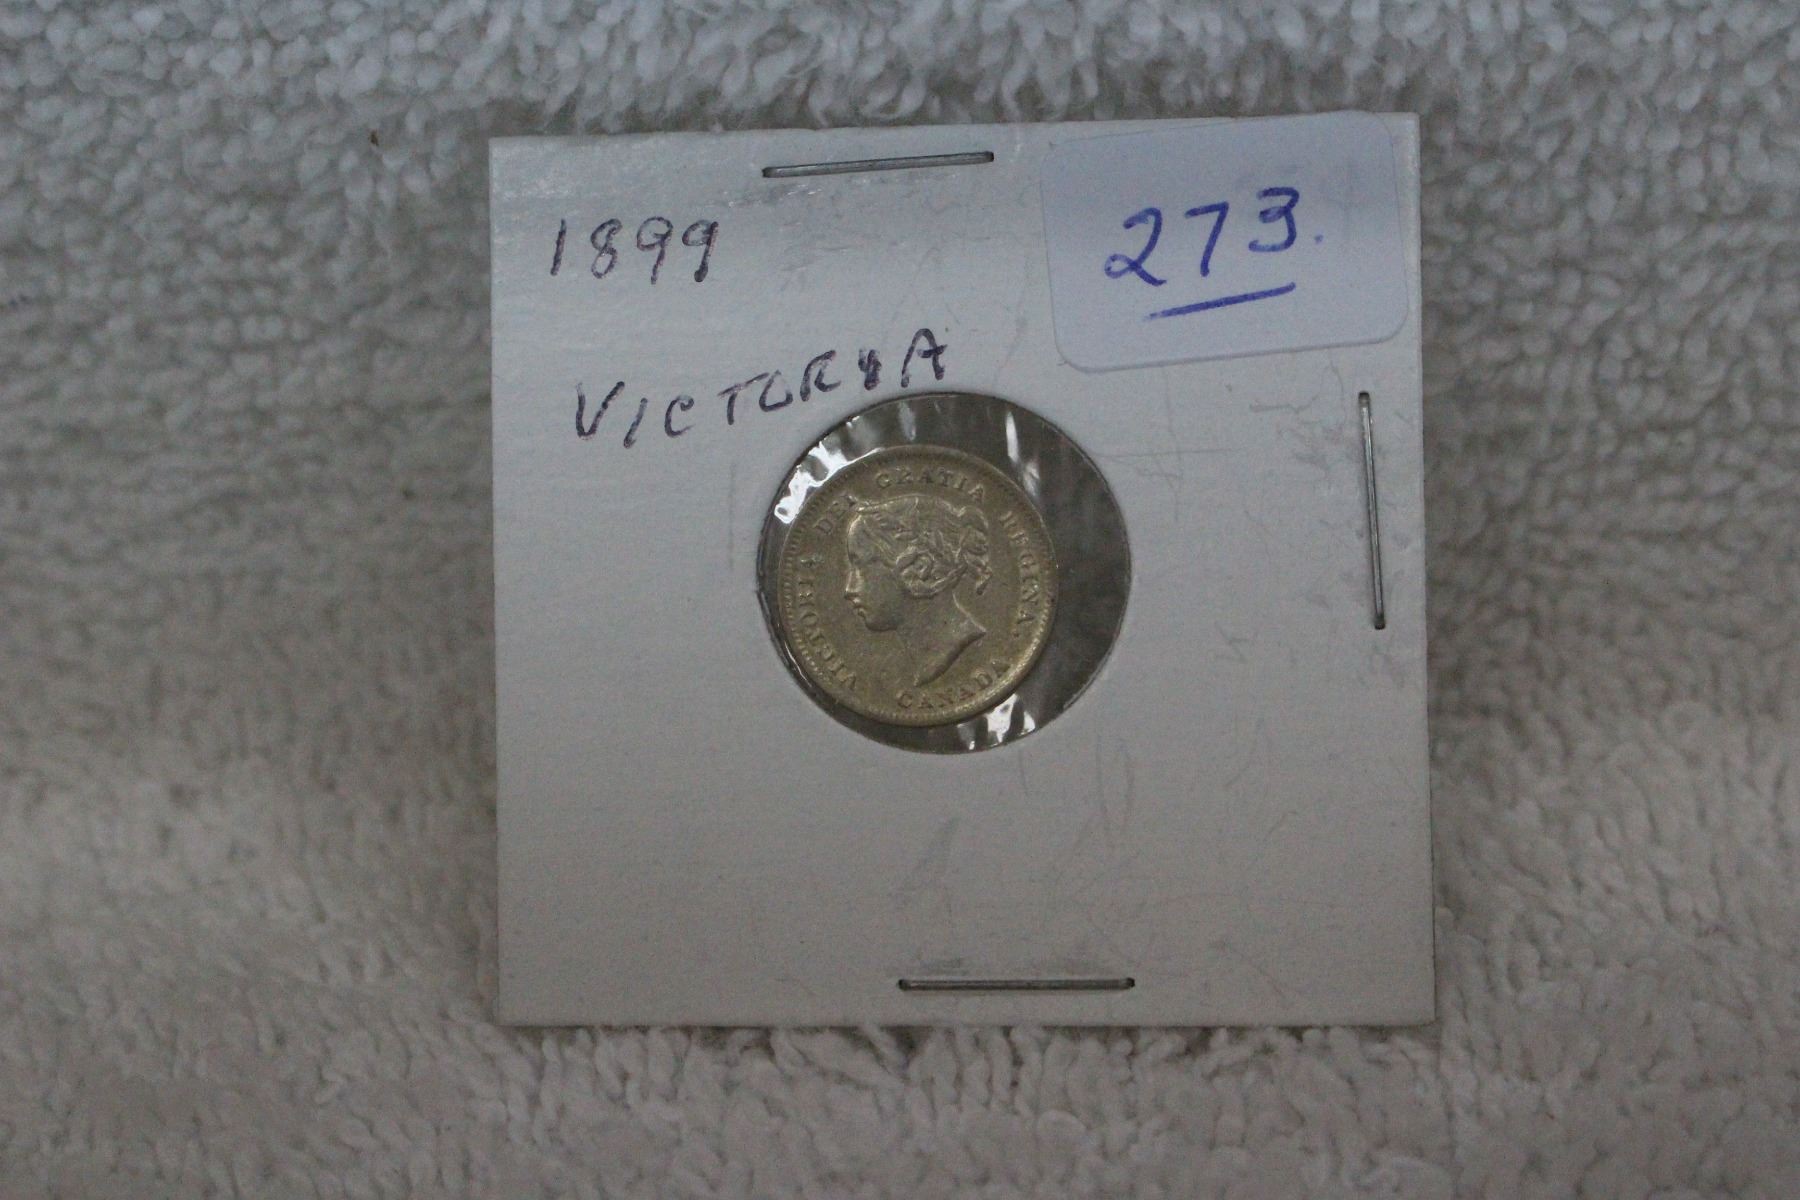 1899
273.
VICTORIA
VICTORIA DEI GRATIA REGINA.
CANADA